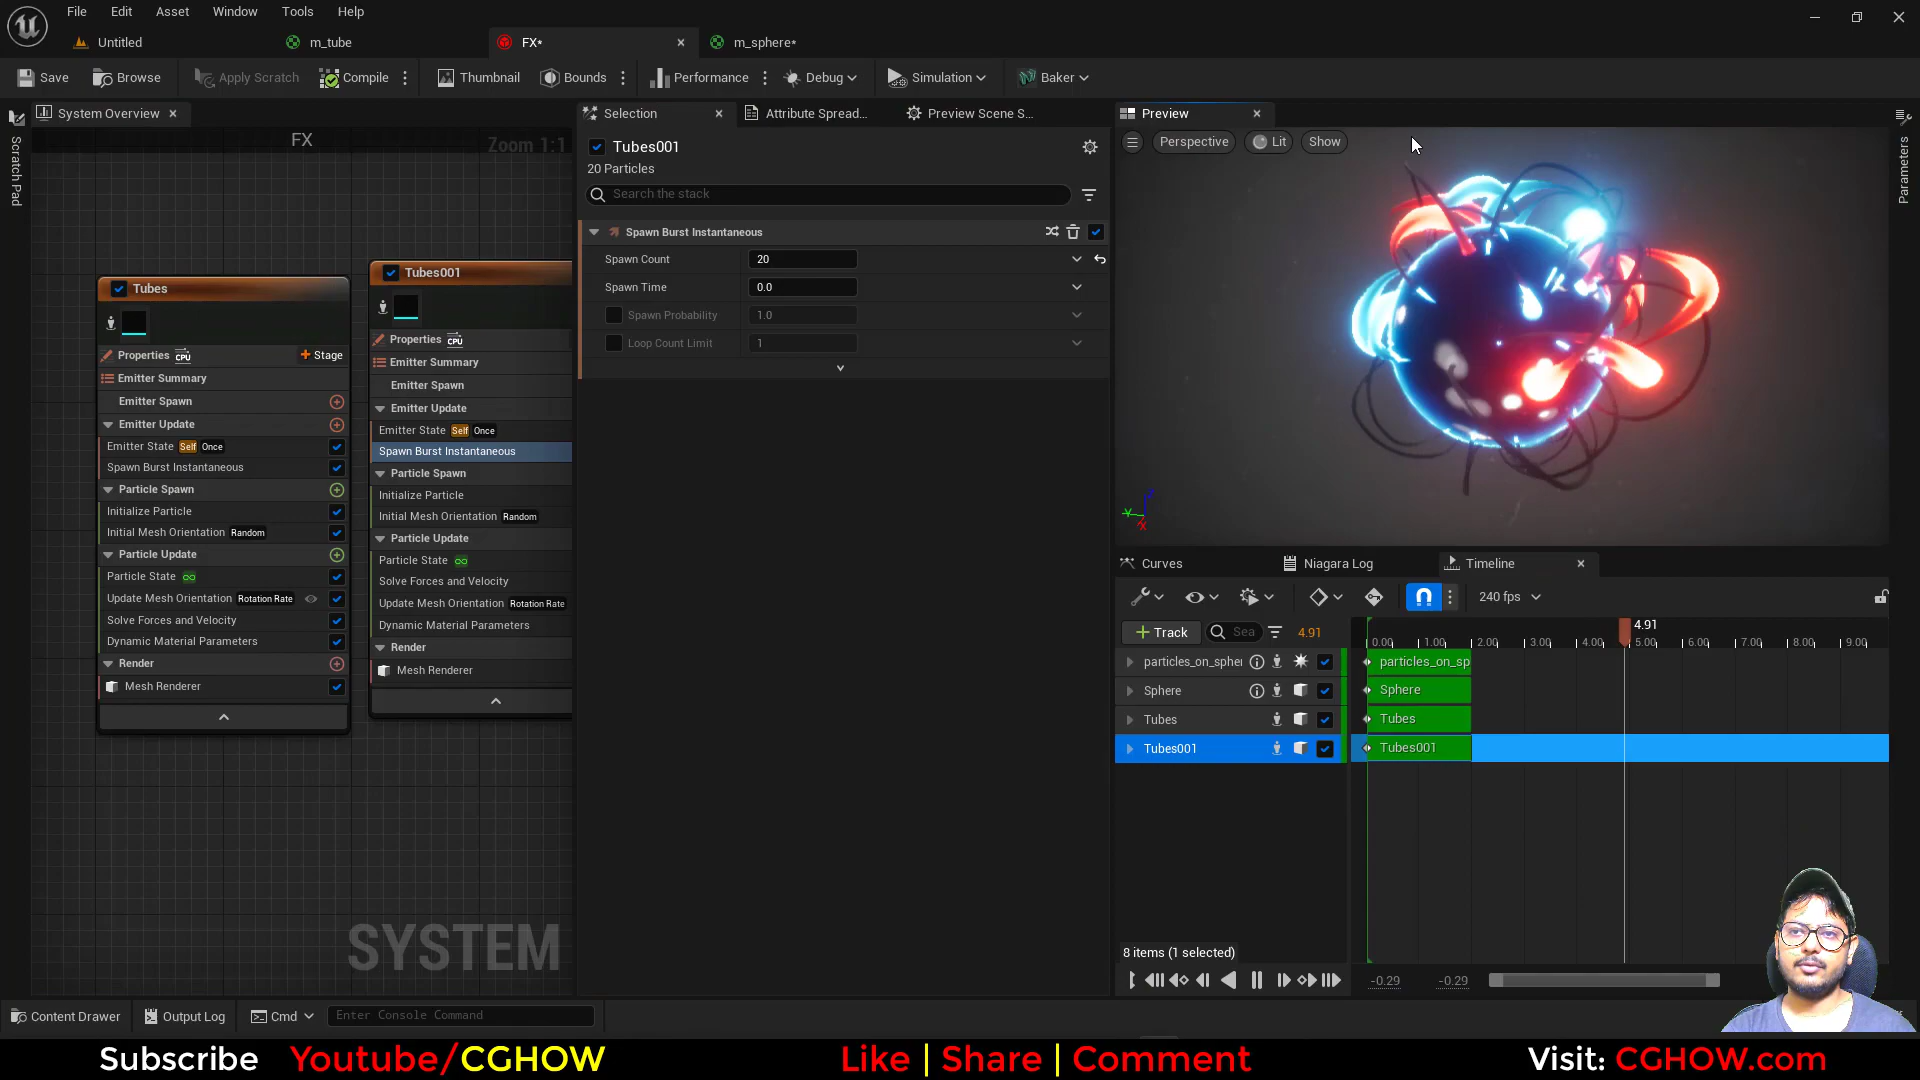 File Edit Asset Window Tools Help
Untitled m_tube FX* m_sphere*
Save Browse Apply Scratch Compile Thumbnail Bounds Performance Debug Simulation Baker
System Overview
Scratch Pad
FX Zoom 1:1
Tubes
Properties CPU Stage
Emitter Summary
Emitter Spawn
Emitter Update
Emitter State Self Once
Spawn Burst Instantaneous
Particle Spawn
Initialize Particle
Initial Mesh Orientation Random
Particle Update
Particle State
Update Mesh Orientation Rotation Rate
Solve Forces and Velocity
Dynamic Material Parameters
Render
Mesh Renderer
Tubes001
Properties CPU
Emitter Summary
Emitter Spawn
Emitter Update
Emitter State Self Once
Spawn Burst Instantaneous
Particle Spawn
Initialize Particle
Initial Mesh Orientation Random
Particle Update
Particle State
Solve Forces and Velocity
Update Mesh Orientation Rotation Rate
Dynamic Material Parameters
Render
Mesh Renderer
SYSTEM
Selection Attribute Spread... Preview Scene S...
Tubes001
20 Particles
Search the stack
Spawn Burst Instantaneous
Spawn Count 20
Spawn Time 0.0
Spawn Probability 1.0
Loop Count Limit 1
Preview
Perspective Lit Show
Parameters
Curves Niagara Log Timeline
240 fps
Track Sea 4.91
4.91
0.00 1.00 2.00 3.00 4.00 5.00 6.00 7.00 8.00 9.00
particles_on_spher particles_on_sp
Sphere Sphere
Tubes Tubes
Tubes001 Tubes001
8 items (1 selected)
-0.29 -0.29
Content Drawer Output Log Cmd Enter Console Command
Subscribe Youtube/CGHOW Like | Share | Comment Visit: CGHOW.com